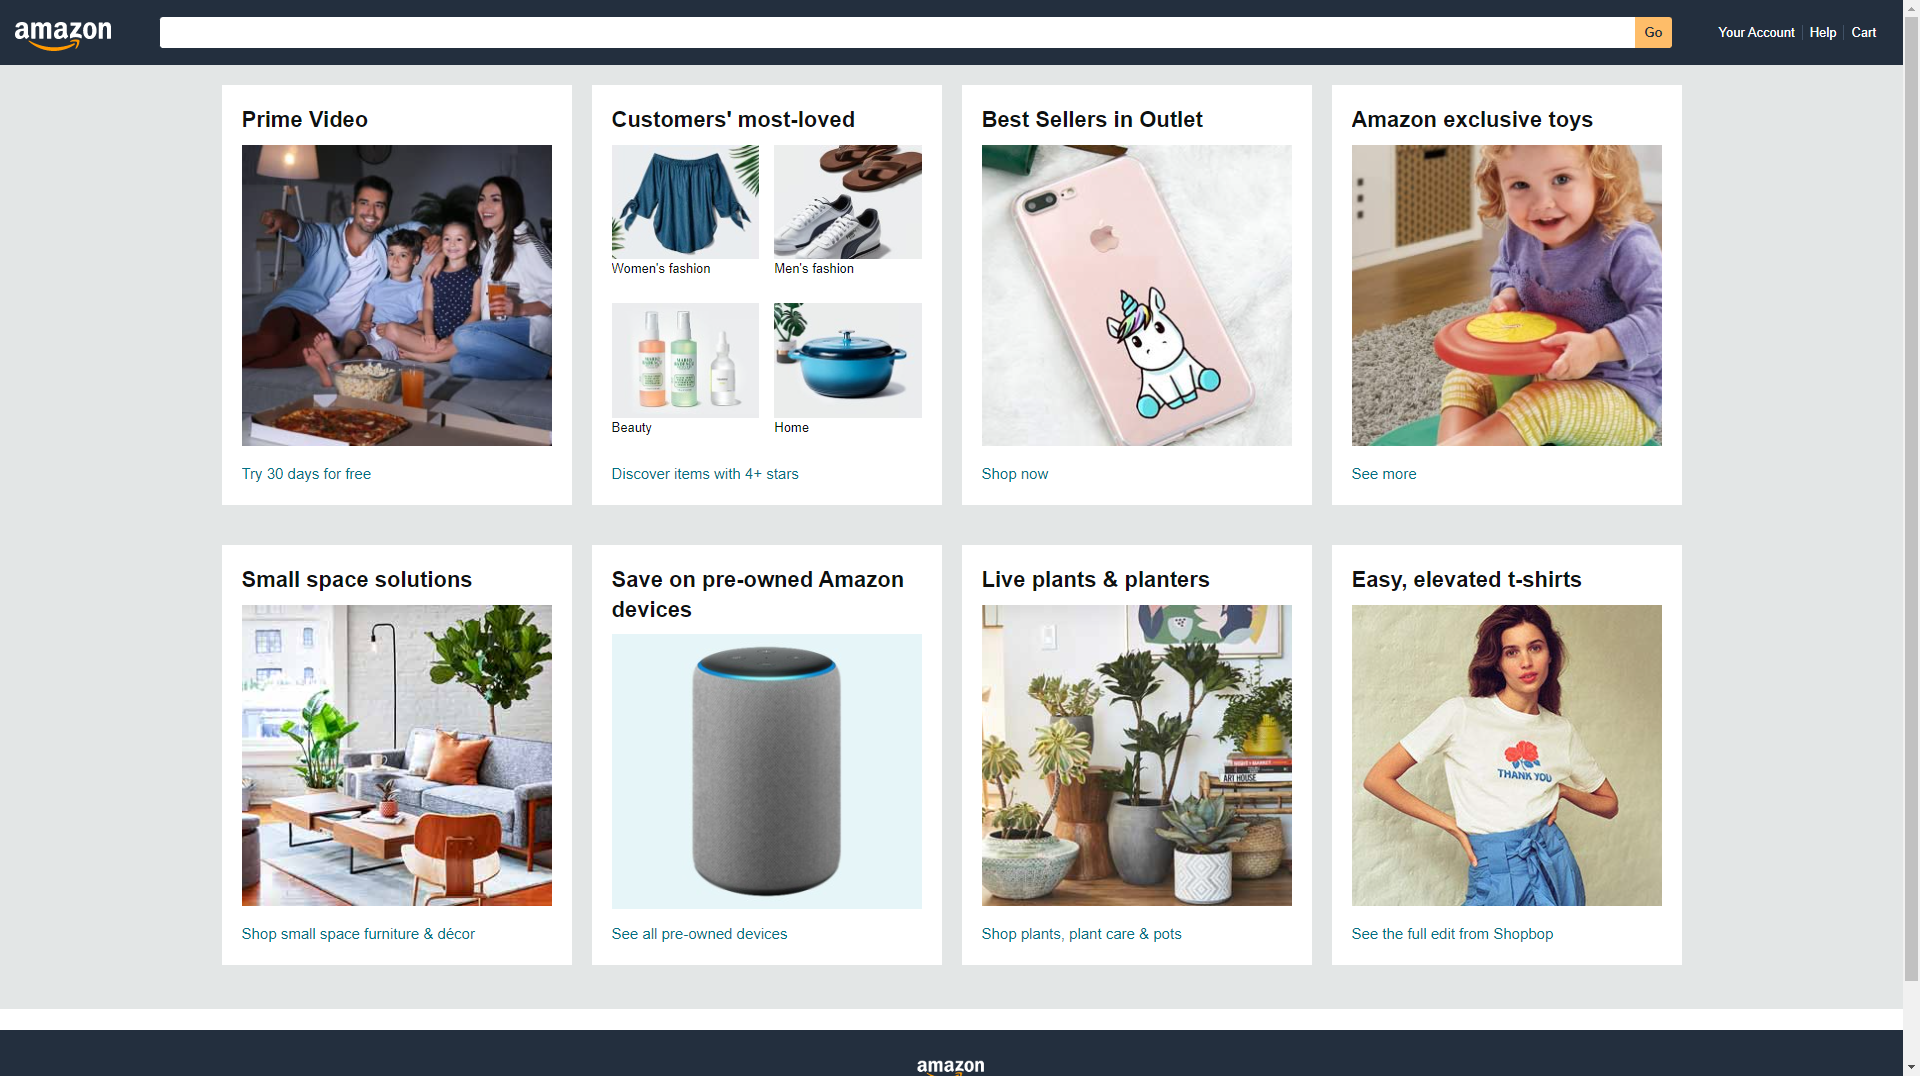 amazon
Go
Your Account
Help
Cart
Prime Video
Customers' most-loved
Best Sellers in Outlet
Amazon exclusive toys
Women's fashion
Men's fashion
Beauty
Home
Try 30 days for free
Discover items with 4+ stars
Shop now
See more
Small space solutions
Save on pre-owned Amazon
devices
Live plants & planters
Easy, elevated t-shirts
ART HOUSE
THANK YOU
Shop small space furniture & décor
See all pre-owned devices
Shop plants, plant care & pots
See the full edit from Shopbop
amazon